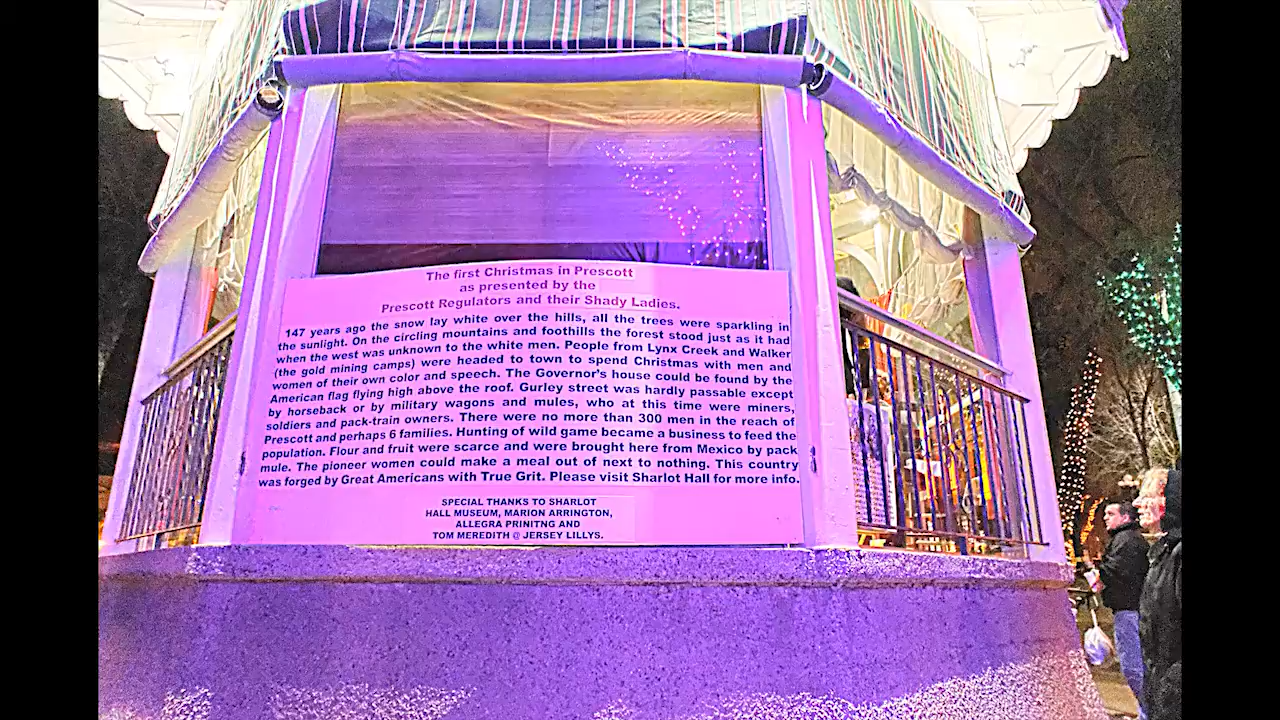 The first Christmas in Prescott
as presented by the
Prescott Regulators and their Shady Ladies.
147 years ago the snow lay white over the hills, all the trees were sparkling in
the sunlight. On the circling mountains and foothills the forest stood just as it had
when the west was unknown to the white men. People from Lynx Creek and Walker
(the gold mining camps) were headed to town to spend Christmas with men and
women of their own color and speech. The Governor's house could be found by the
American flag flying high above the roof. Gurley street was hardly passable except
by horseback or by military wagons and mules, who at this time were miners,
soldiers and pack-train owners. There were no more than 300 men in the reach of
Prescott and perhaps 6 families. Hunting of wild game became a business to feed the
population. Flour and fruit were scarce and were brought here from Mexico by pack
mule. The pioneer women could make a meal out of next to nothing. This country
was forged by Great Americans with True Grit. Please visit Sharlot Hall for more info.
SPECIAL THANKS TO SHARLOT
HALL MUSEUM, MARION ARRINGTON,
ALLEGRA PRINITNG AND
TOM MEREDITH @ JERSEY LILLYS.